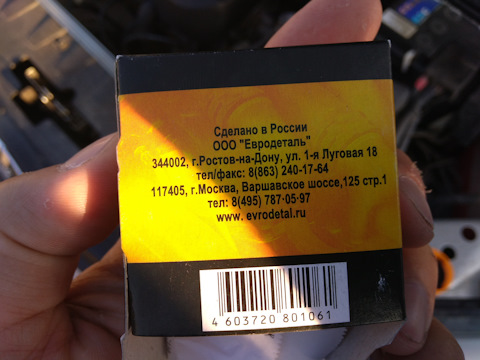 Сделано в России
ООО "Евродеталь"
344002, г.Ростов-на-Дону, ул. 1-я Луговая 18
тел/факс: 8(863) 240-17-64
117405, г.Москва, Варшавское шоссе,125 стр.1
тел: 8(495) 787-05-97
www. evrodetal.ru
4 603720 801061